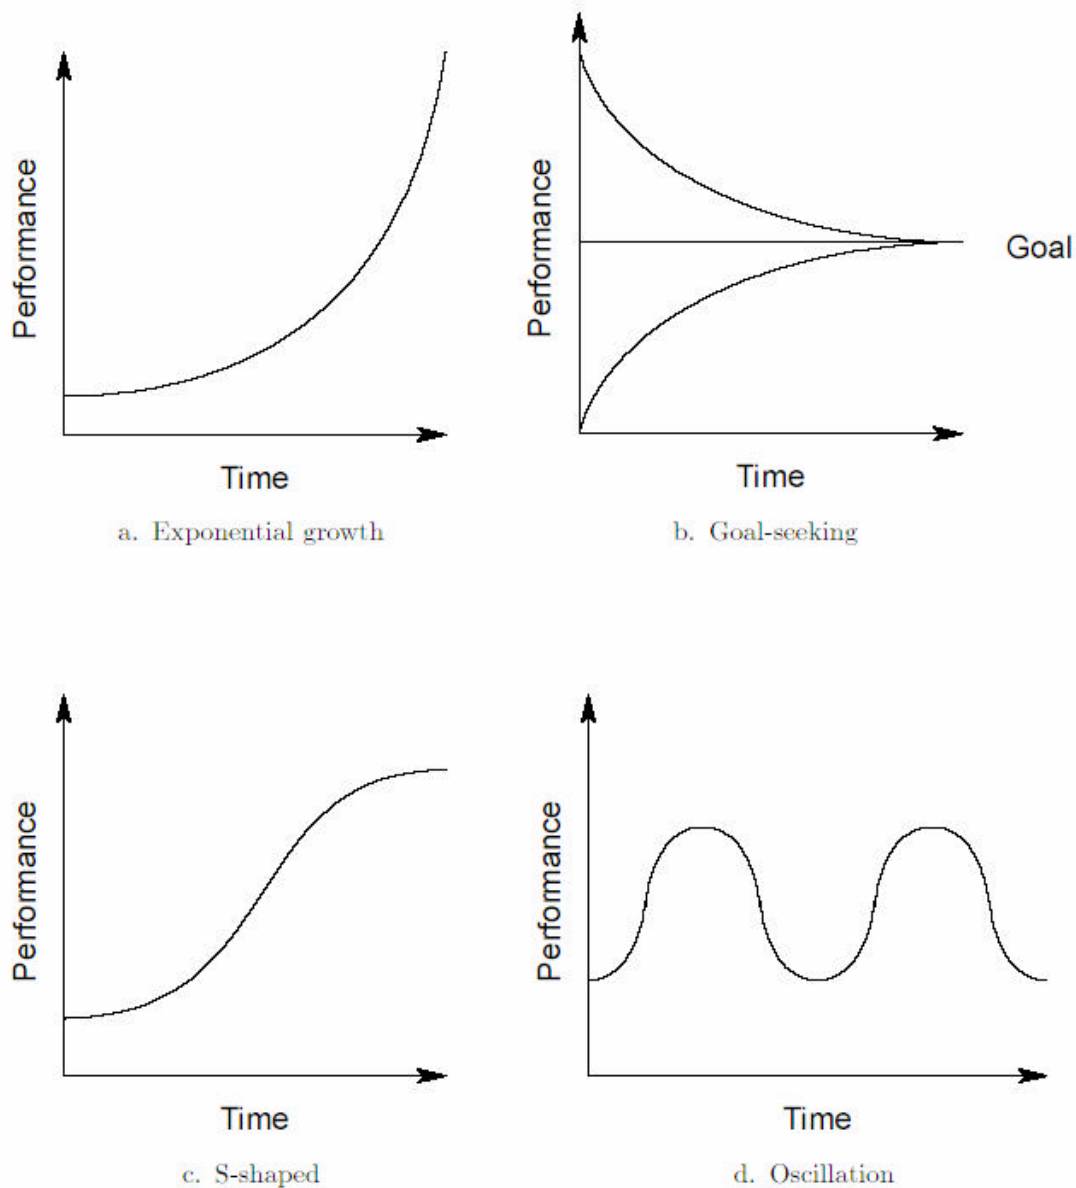 Performance
Time
a. Exponential growth
Performance
Goal
Time
b. Goal-seeking
Performance
Time
c. S-shaped
Performance
Time
d. Oscillation